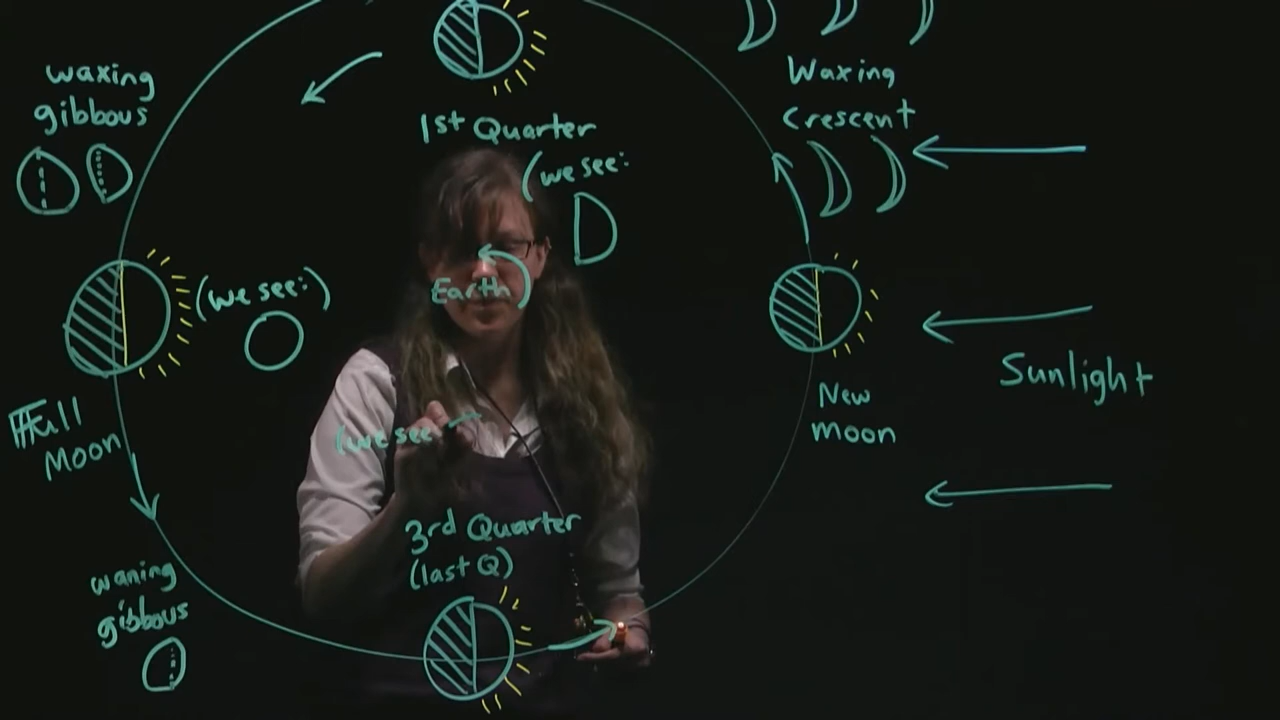 waxing
gibbous
Waxing
Crescent
1st Quarter
(we see:
Earth
(we see:)
Sunlight
New
moon
Full
Moon
(we see
3rd Quarter
(last Q)
waning
gibbous